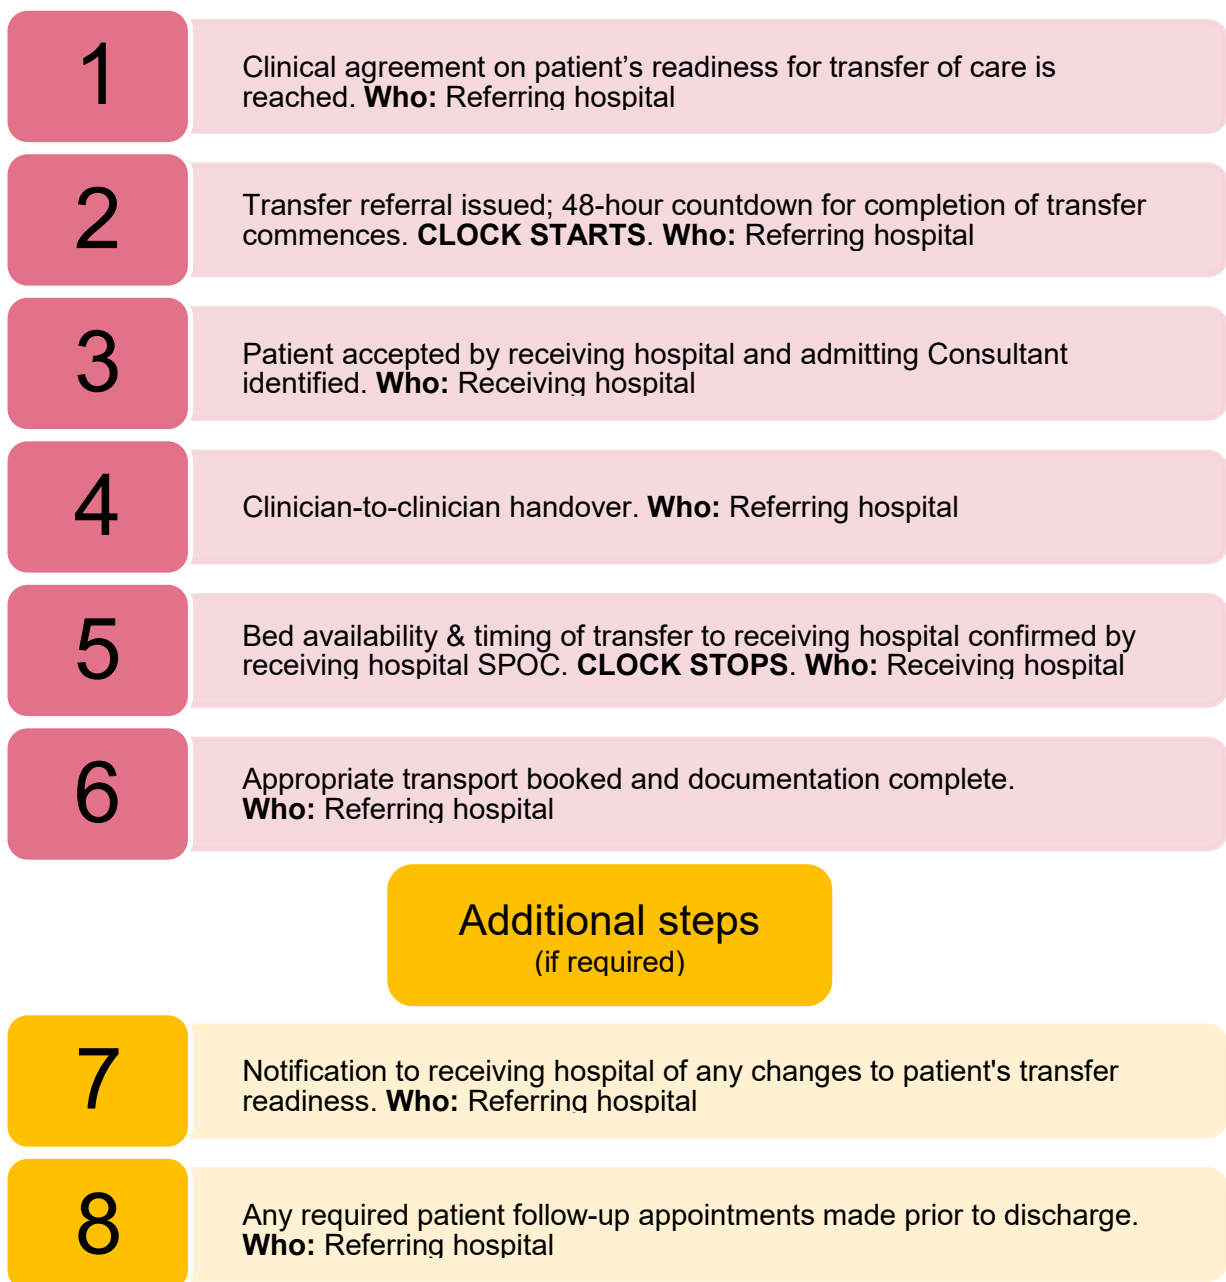 1
Clinical agreement on patient’s readiness for transfer of care is
reached. Who: Referring hospital
2
Transfer referral issued; 48-hour countdown for completion of transfer
commences. CLOCK STARTS. Who: Referring hospital
3
Patient accepted by receiving hospital and admitting Consultant
identified. Who: Receiving hospital
4
Clinician-to-clinician handover. Who: Referring hospital
5
Bed availability & timing of transfer to receiving hospital confirmed by
receiving hospital SPOC. CLOCK STOPS. Who: Receiving hospital
6
Appropriate transport booked and documentation complete.
Who: Referring hospital
Additional steps
(if required)
7
Notification to receiving hospital of any changes to patient's transfer
readiness. Who: Referring hospital
8
Any required patient follow-up appointments made prior to discharge.
Who: Referring hospital